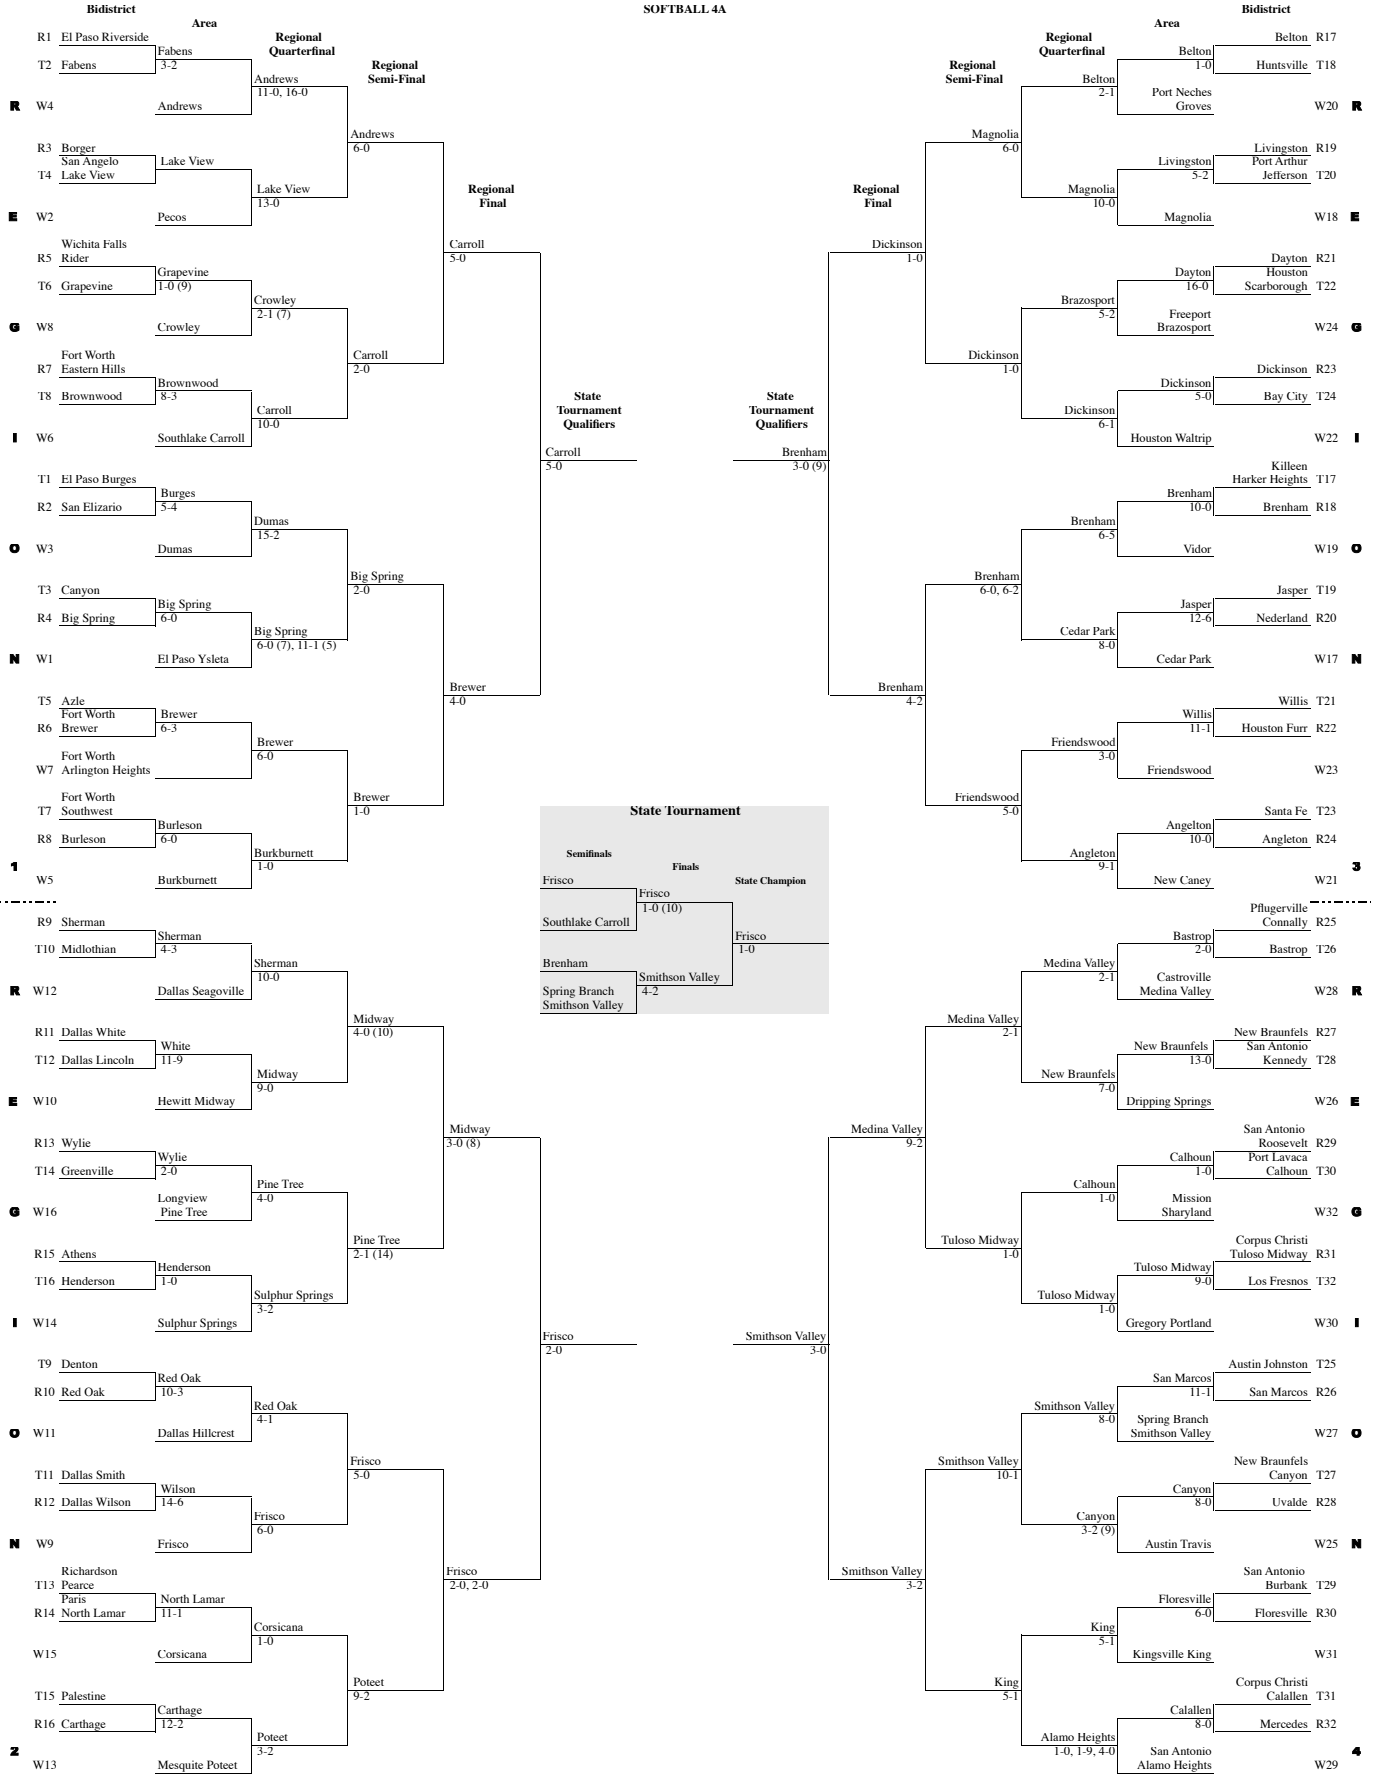 SOFTBALL 4A
Bidistrict
R1 El Paso Riverside
T2 Fabens
R W4
R3 Borger
San Angelo
T4 Lake View
E W2
Wichita Falls
R5 Rider
T6 Grapevine
G W8
Fort Worth
R7 Eastern Hills
T8 Brownwood
I W6
T1 El Paso Burges
R2 San Elizario
O W3
T3 Canyon
R4 Big Spring
N W1
T5 Azle
Fort Worth
R6 Brewer
Fort Worth
W7 Arlington Heights
Fort Worth
T7 Southwest
R8 Burleson
1
W5
R9 Sherman
T10 Midlothian
R W12
R11 Dallas White
T12 Dallas Lincoln
E W10
R13 Wylie
T14 Greenville
G W16
R15 Athens
T16 Henderson
I W14
T9 Denton
R10 Red Oak
O W11
T11 Dallas Smith
R12 Dallas Wilson
N W9
Richardson
T13 Pearce
Paris
R14 North Lamar
W15
T15 Palestine
R16 Carthage
2
W13
Area
Fabens
3-2
Andrews
Lake View
Pecos
Grapevine
1-0 (9)
Crowley
Brownwood
8-3
Southlake Carroll
Burges
5-4
Dumas
Big Spring
6-0
El Paso Ysleta
Brewer
6-3
Burleson
6-0
Burkburnett
Sherman
4-3
Dallas Seagoville
White
11-9
Hewitt Midway
Wylie
2-0
Longview
Pine Tree
Henderson
1-0
Sulphur Springs
Red Oak
10-3
Dallas Hillcrest
Wilson
14-6
Frisco
North Lamar
11-1
Corsicana
Carthage
12-2
Mesquite Poteet
Regional
Quarterfinal
Andrews
11-0, 16-0
Lake View
13-0
Crowley
2-1 (7)
Carroll
10-0
Dumas
15-2
Big Spring
6-0 (7), 11-1 (5)
Brewer
6-0
Burkburnett
1-0
Sherman
10-0
Midway
9-0
Pine Tree
4-0
Sulphur Springs
3-2
Red Oak
4-1
Frisco
6-0
Corsicana
1-0
Poteet
3-2
Regional
Semi-Final
Andrews
6-0
Carroll
2-0
Big Spring
2-0
Brewer
1-0
Midway
4-0 (10)
Pine Tree
2-1 (14)
Frisco
5-0
Poteet
9-2
Regional
Final
Carroll
5-0
Brewer
4-0
Midway
3-0 (8)
Frisco
2-0, 2-0
State
Tournament
Qualifiers
Carroll
5-0
Frisco
2-0
State Tournament
Semifinals
Finals
State Champion
Frisco
Southlake Carroll
Brenham
Spring Branch
Smithson Valley
Frisco
1-0 (10)
Smithson Valley
4-2
Frisco
1-0
State
Tournament
Qualifiers
Brenham
3-0 (9)
Smithson Valley
3-0
Regional
Final
Dickinson
1-0
Brenham
4-2
Medina Valley
9-2
Smithson Valley
3-2
Regional
Semi-Final
Magnolia
6-0
Dickinson
1-0
Brenham
6-0, 6-2
Friendswood
5-0
Medina Valley
2-1
Tuloso Midway
1-0
Smithson Valley
10-1
King
5-1
Regional
Quarterfinal
Belton
2-1
Magnolia
10-0
Brazosport
5-2
Dickinson
6-1
Brenham
6-5
Cedar Park
8-0
Friendswood
3-0
Angleton
9-1
Medina Valley
2-1
New Braunfels
7-0
Calhoun
1-0
Tuloso Midway
1-0
Smithson Valley
8-0
Canyon
3-2 (9)
King
5-1
Alamo Heights
1-0, 1-9, 4-0
Area
Belton
1-0
Port Neches
Groves
Livingston
5-2
Magnolia
Dayton
16-0
Freeport
Brazosport
Dickinson
5-0
Houston Waltrip
Brenham
10-0
Vidor
Jasper
12-6
Cedar Park
Willis
11-1
Friendswood
Angelton
10-0
New Caney
Bastrop
2-0
Castroville
Medina Valley
New Braunfels
13-0
Dripping Springs
Calhoun
1-0
Mission
Sharyland
Tuloso Midway
9-0
Gregory Portland
San Marcos
11-1
Spring Branch
Smithson Valley
Canyon
8-0
Austin Travis
Floresville
6-0
Kingsville King
Calallen
8-0
San Antonio
Alamo Heights
Bidistrict
Belton R17
Huntsville T18
W20 R
Livingston R19
Port Arthur
Jefferson T20
W18 E
Dayton R21
Houston
Scarborough T22
W24 G
Dickinson R23
Bay City T24
W22 I
Killeen
Harker Heights T17
Brenham R18
W19 O
Jasper T19
Nederland R20
W17 N
Willis T21
Houston Furr R22
W23
Santa Fe T23
Angleton R24
3
W21
Pflugerville
Connally R25
Bastrop T26
W28 R
New Braunfels R27
San Antonio
Kennedy T28
W26 E
San Antonio
Roosevelt R29
Port Lavaca
Calhoun T30
W32 G
Corpus Christi
Tuloso Midway R31
Los Fresnos T32
W30 I
Austin Johnston T25
San Marcos R26
W27 O
New Braunfels
Canyon T27
Uvalde R28
W25 N
San Antonio
Burbank T29
Floresville R30
W31
Corpus Christi
Calallen T31
Mercedes R32
4
W29